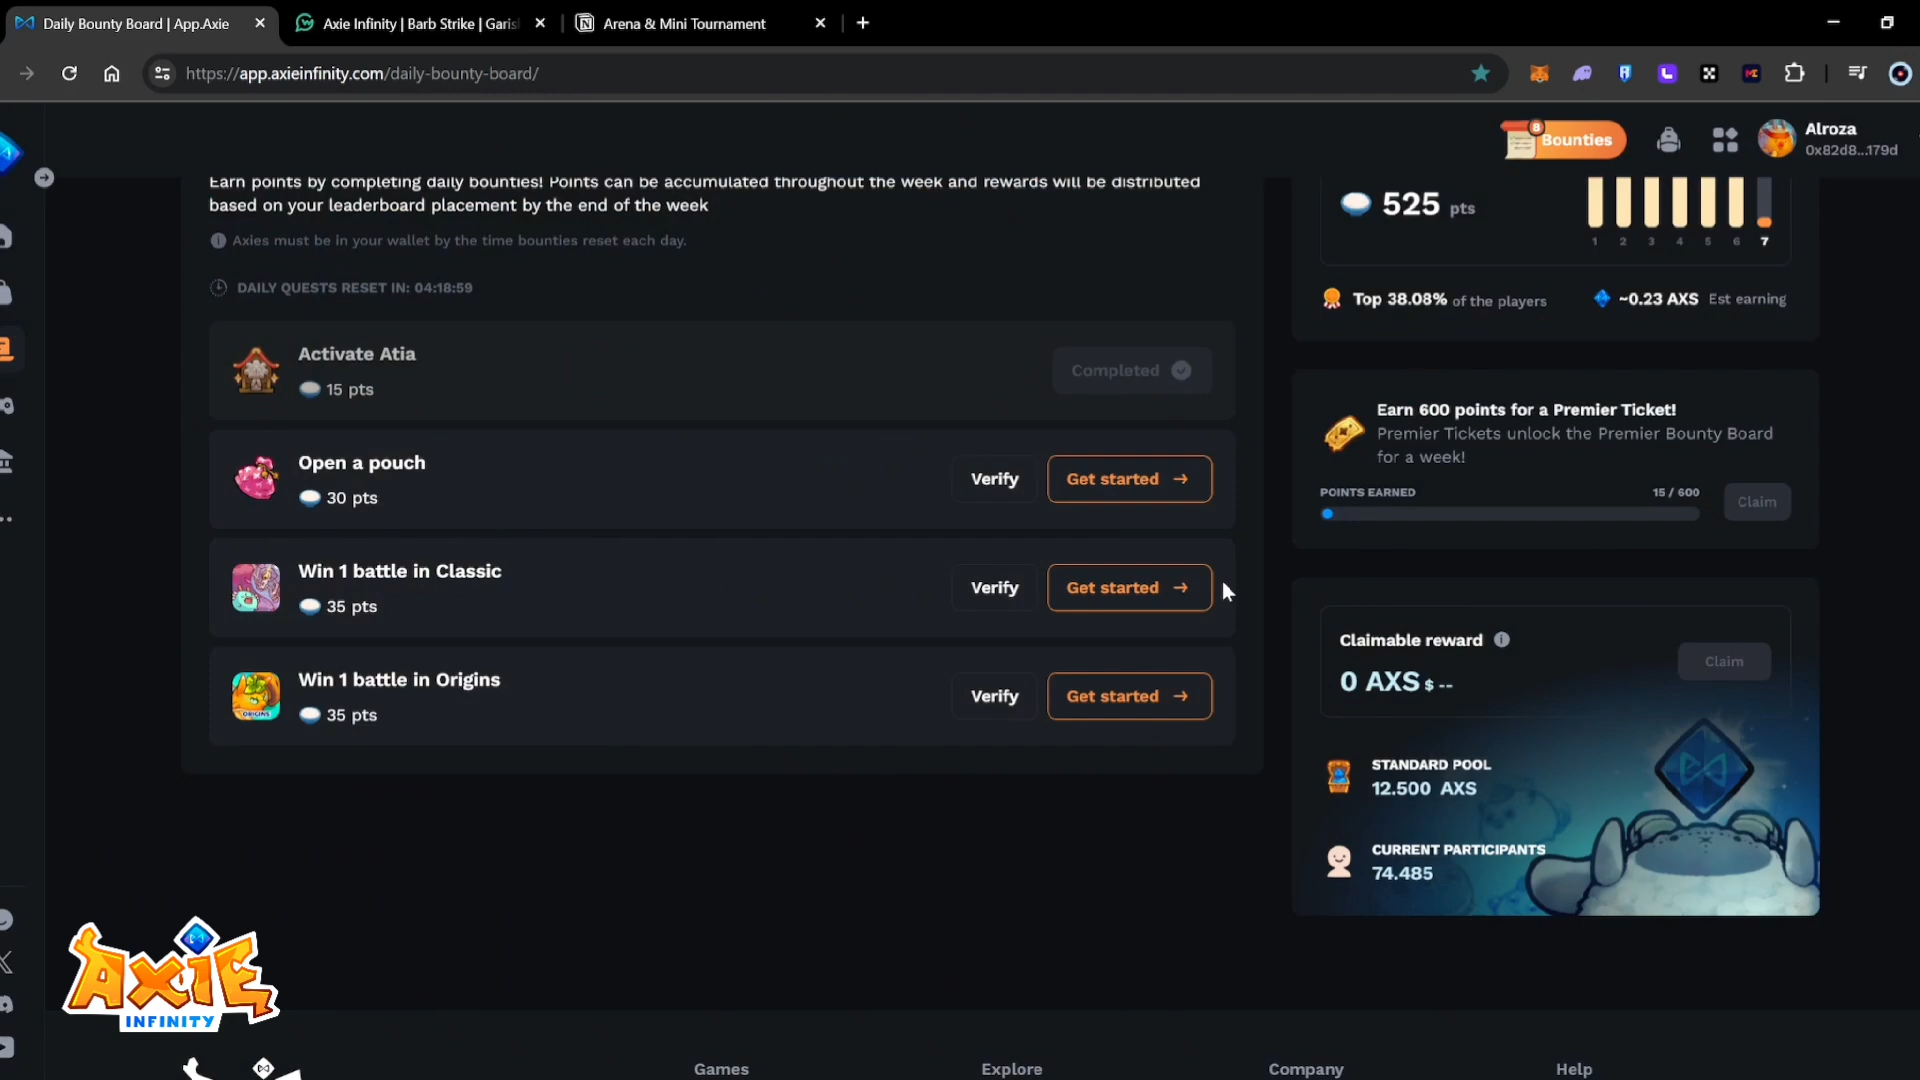 Daily Bounty Board | App.Axie
Axie Infinity | Barb Strike | Garis
Arena & Mini Tournament
https://app.axieinfinity.com/daily-bounty-board/
8
Bounties
Alroza
0x82d8...179d
Earn points by completing daily bounties! Points can be accumulated throughout the week and rewards will be distributed
based on your leaderboard placement by the end of the week
Axies must be in your wallet by the time bounties reset each day.
DAILY QUESTS RESET IN: 04:18:59
Activate Atia
15 pts
Completed
Open a pouch
30 pts
Verify
Get started →
Win 1 battle in Classic
35 pts
Verify
Get started →
Win 1 battle in Origins
35 pts
Verify
Get started →
ORIGINS
525 pts
1 2 3 4 5 6 7
Top 38.08% of the players
~0.23 AXS Est earning
Earn 600 points for a Premier Ticket!
Premier Tickets unlock the Premier Bounty Board
for a week!
POINTS EARNED
15 / 600
Claim
Claimable reward
0 AXS $ --
Claim
STANDARD POOL
12.500 AXS
CURRENT PARTICIPANTS
74.485
AXIE
INFINITY
Games
Explore
Company
Help